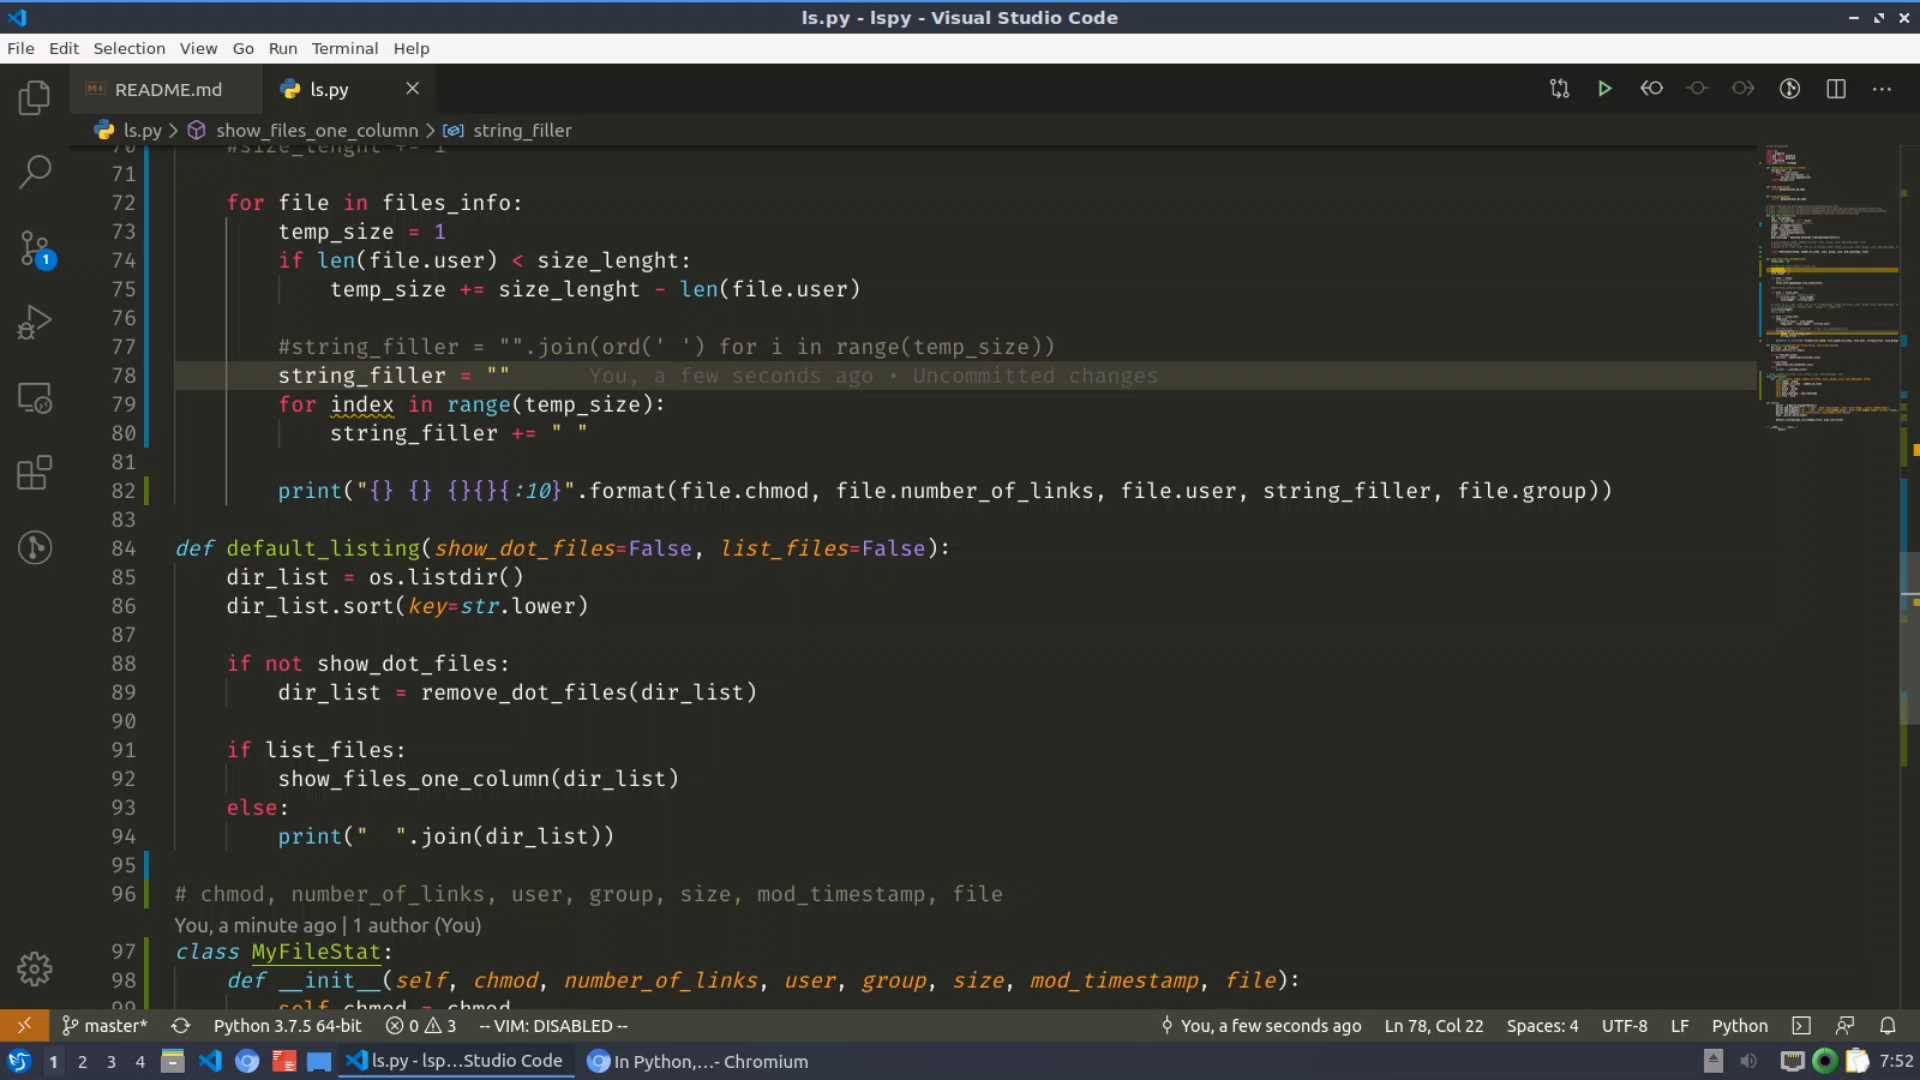 ls.py - lspy - Visual Studio Code
File Edit Selection View Go Run Terminal Help
README.md ls.py
ls.py > show_files_one_column > string_filler
70 #size_lenght += 1
71
72 for file in files_info:
73 temp_size = 1
74 if len(file.user) < size_lenght:
75 temp_size += size_lenght - len(file.user)
76
77 #string_filler = "".join(ord(' ') for i in range(temp_size))
78 string_filler = "" You, a few seconds ago • Uncommitted changes
79 for index in range(temp_size):
80 string_filler += " "
81
82 print("{} {} {}{}{:10}".format(file.chmod, file.number_of_links, file.user, string_filler, file.group))
83
84 def default_listing(show_dot_files=False, list_files=False):
85 dir_list = os.listdir()
86 dir_list.sort(key=str.lower)
87
88 if not show_dot_files:
89 dir_list = remove_dot_files(dir_list)
90
91 if list_files:
92 show_files_one_column(dir_list)
93 else:
94 print("  ".join(dir_list))
95
96 # chmod, number_of_links, user, group, size, mod_timestamp, file
You, a minute ago | 1 author (You)
97 class MyFileStat:
98 def __init__(self, chmod, number_of_links, user, group, size, mod_timestamp, file):
99 self.chmod = chmod
1
master* Python 3.7.5 64-bit 0 3 -- VIM: DISABLED -- You, a few seconds ago Ln 78, Col 22 Spaces: 4 UTF-8 LF Python
1 2 3 4 ls.py - lsp...Studio Code In Python,...- Chromium 7:52